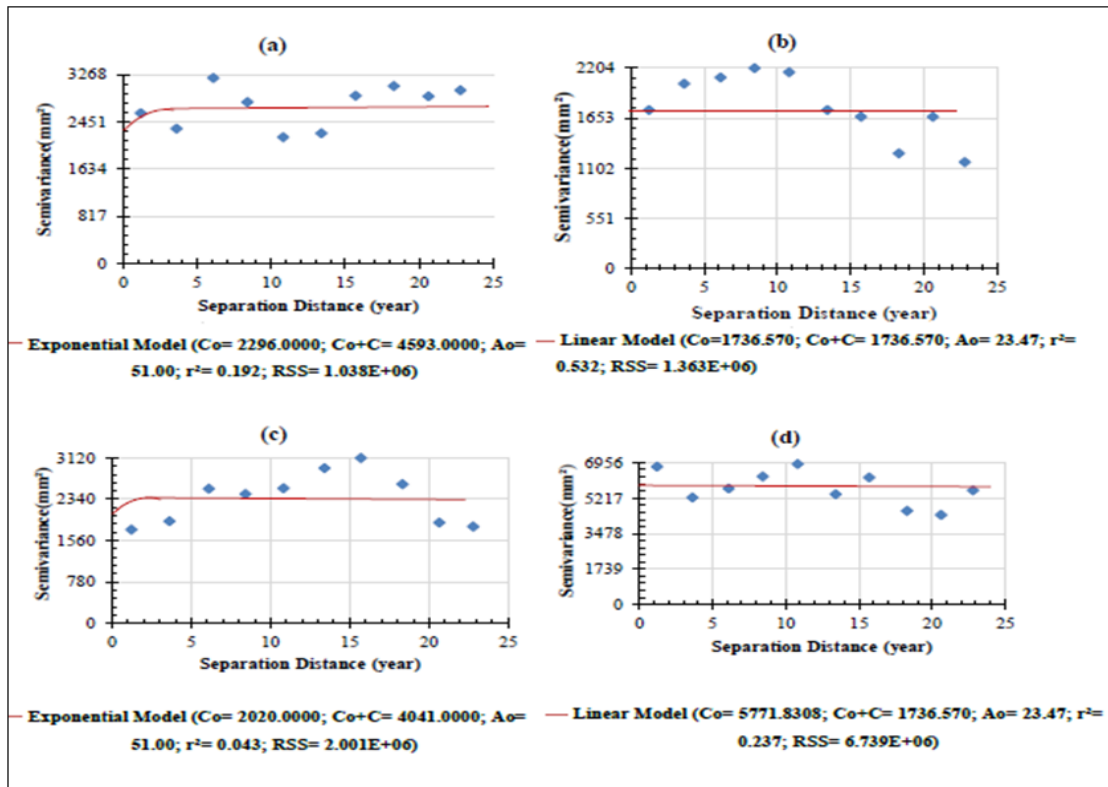 (a)
3268
2451
1634
817
0
Semivariance(mm²)
0 5 10 15 20 25
Separation Distance (year)
Exponential Model (Co= 2296.0000; Co+C= 4593.0000; Ao=
51.00; r²= 0.192; RSS= 1.038E+06)
(b)
2204
1653
1102
551
0
Semivariance(mm²)
0 5 10 15 20 25
Separation Distance (year)
Linear Model (Co=1736.570; Co+C= 1736.570; Ao= 23.47; r²=
0.532; RSS= 1.363E+06)
(c)
3120
2340
1560
780
0
Semivariance(mm²)
0 5 10 15 20 25
Separation Distance (year)
Exponential Model (Co= 2020.0000; Co+C= 4041.0000; Ao=
51.00; r²= 0.043; RSS= 2.001E+06)
(d)
6956
5217
3478
1739
0
Semivariance(mm²)
0 5 10 15 20 25
Separation Distance (year)
Linear Model (Co= 5771.8308; Co+C= 1736.570; Ao= 23.47; r²=
0.237; RSS= 6.739E+06)